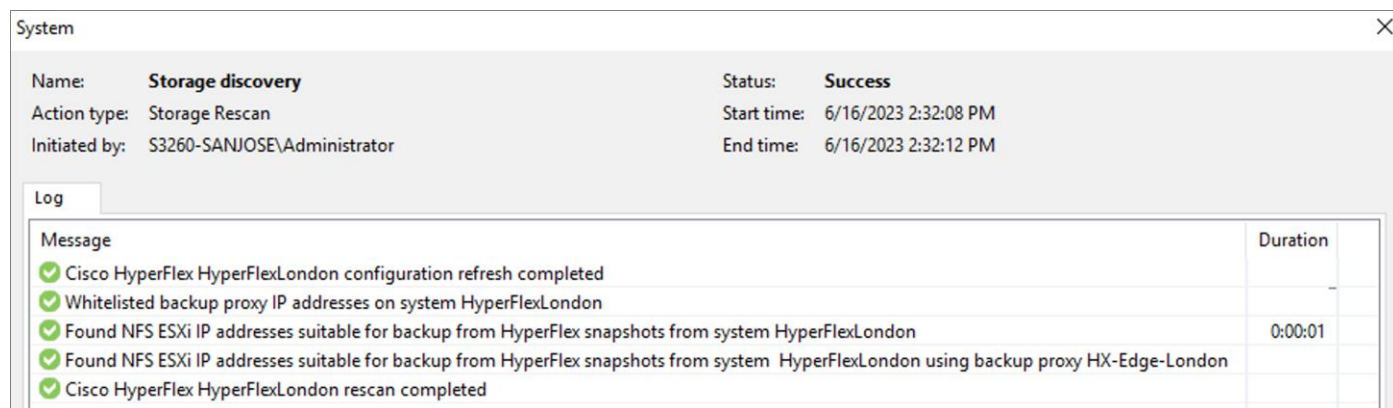 System
Name: Storage discovery Status: Success
Action type: Storage Rescan Start time: 6/16/2023 2:32:08 PM
Initiated by: S3260-SANJOSE\Administrator End time: 6/16/2023 2:32:12 PM
Log
Message Duration
Cisco HyperFlex HyperFlexLondon configuration refresh completed
Whitelisted backup proxy IP addresses on system HyperFlexLondon
Found NFS ESXi IP addresses suitable for backup from HyperFlex snapshots from system HyperFlexLondon 0:00:01
Found NFS ESXi IP addresses suitable for backup from HyperFlex snapshots from system  HyperFlexLondon using backup proxy HX-Edge-London
Cisco HyperFlex HyperFlexLondon rescan completed